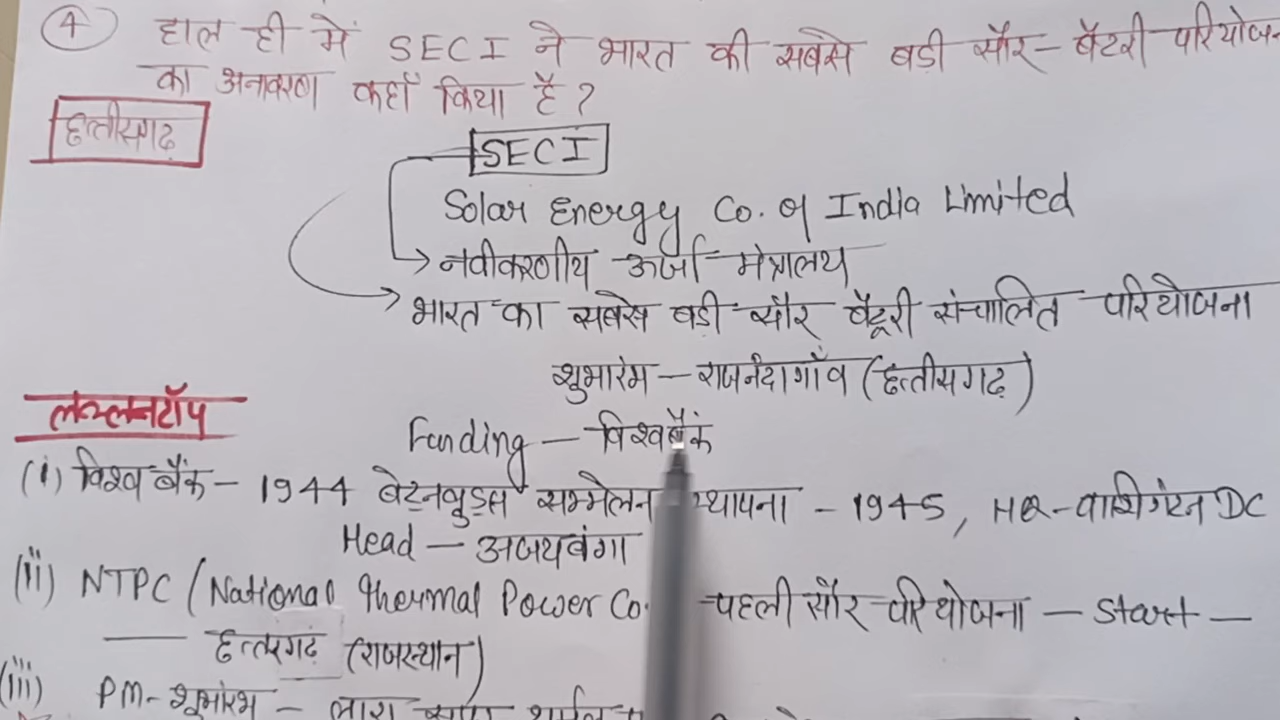 ④ हाल ही में SECI ने भारत की सबसे बडी सौर-बॅटरी परियोज
का अनावरण कहाँ किया है?
छत्तीसगढ़
SECI
Solar Energy Co. of India Limited
→ नवीकरणीय ऊर्जा मंत्रालय
→ भारत का सबसे बडी सौर बैट्री संचालित परियोजना
शुभारंभ – राजनंदागाँव (छत्तीसगढ़)
लल्लनटॉप
Funding – विश्वबैंक
(i) विश्व बैंक – 1944 बेटनवुड्स सम्मेलन स्थापना – 1945, HQ – वाशिंगटन DC
Head – अजयबंगा
(ii) NTPC (National Thermal Power Co. पहली सौर परियोजना – Start –
छत्तरगढ़ (राजस्थान)
(iii) PM- शुभारंभ – लारा